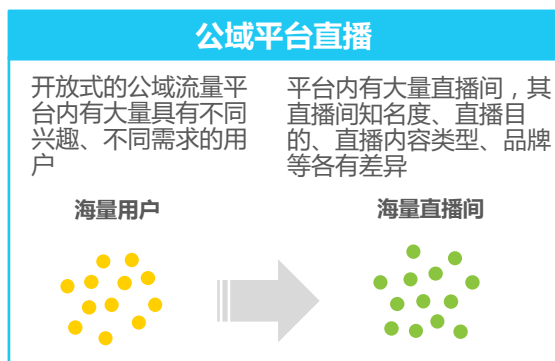 公域平台直播
开放式的公域流量平
台内有大量具有不同
兴趣、不同需求的用
户
平台内有大量直播间，其
直播间知名度、直播目
的、直播内容类型、品牌
等各有差异
海量用户
海量直播间